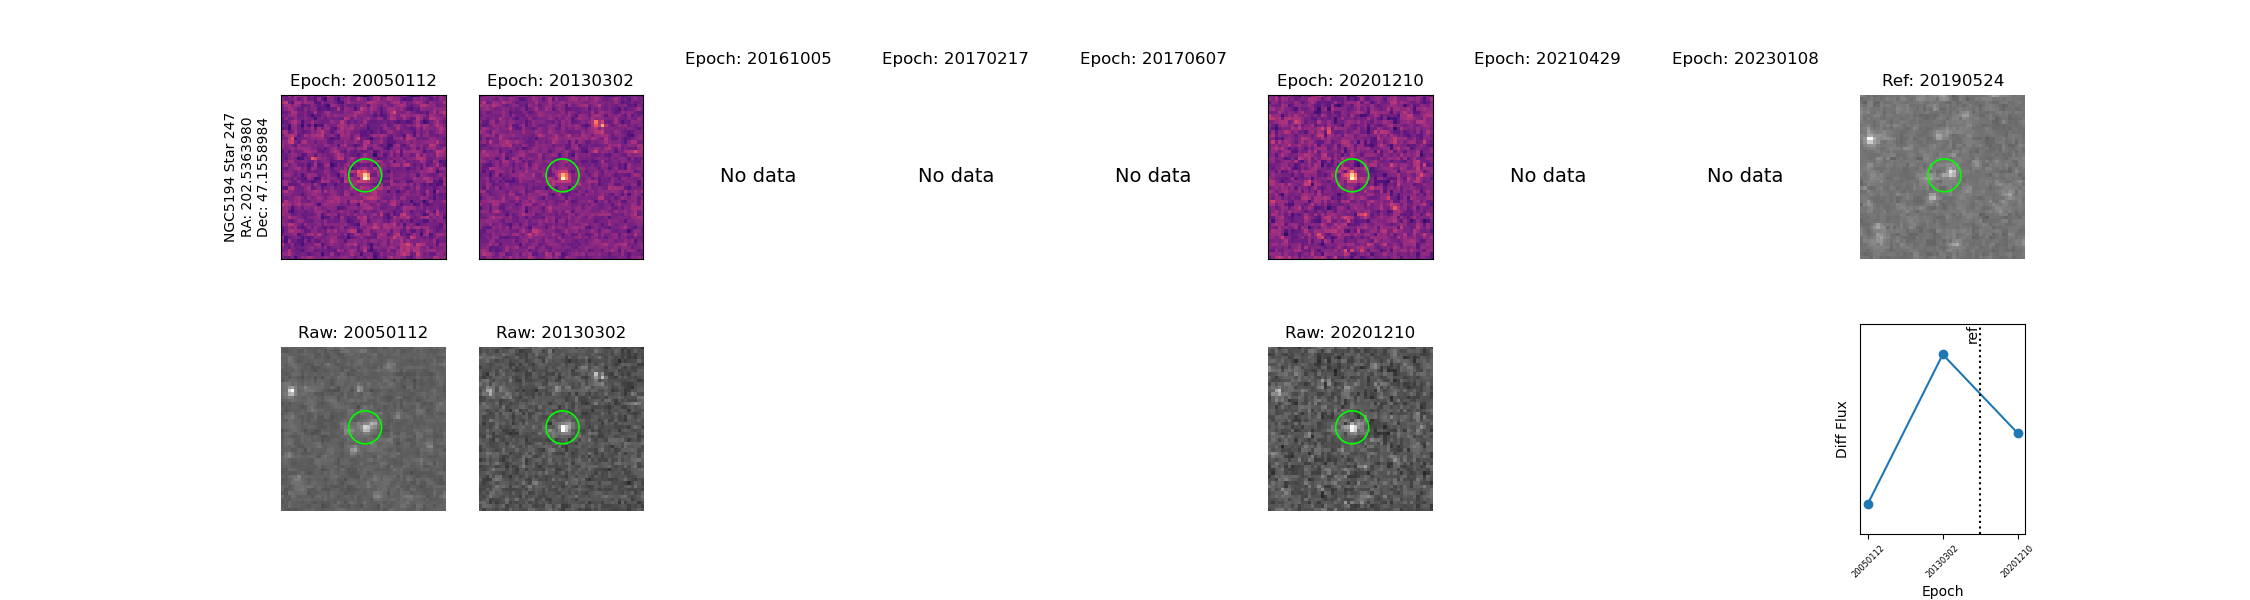 Epoch: 20050112
Epoch: 20130302
Epoch: 20161005
Epoch: 20170217
Epoch: 20170607
Epoch: 20201210
Epoch: 20210429
Epoch: 20230108
Ref: 20190524
NGC5194 Star 247
RA: 202.5363980
Dec: 47.1558984
No data
No data
No data
No data
No data
Raw: 20050112
Raw: 20130302
Raw: 20201210
ref
Diff Flux
20050112
20130302
20201210
Epoch